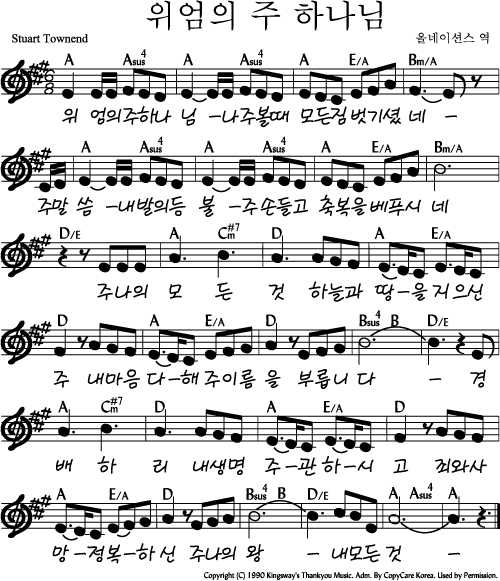 위엄의 주 하나님
Stuart Townend
올네이션스 역
A Asus4 A Asus4 A E/A Bm/A
6 8
위 엄의주하나 님 -나주볼때 모든짐벗기셨 네 -
A Asus4 A Asus4 A E/A Bm/A
주말 씀 -내발의등 불 -주손들고 축복을베푸시 네
D/E A C#m7 D A E/A
주나의 모 든 것 하늘과 땅-을지으신
D A E/A D Bsus4 B D/E
주 내마음 다-해주이름 을 부릅니 다 - 경
A C#m7 D A E/A D
배 하 리 내생명 주-관하-시 고 죄와사
A E/A D Bsus4 B D/E A Asus4 A
망-정복-하 신 주나의 왕 -내모든것 -
Copyright (C) 1990 Kingsway's Thankyou Music. Adm. By CopyCare Korea. Used by Permission.